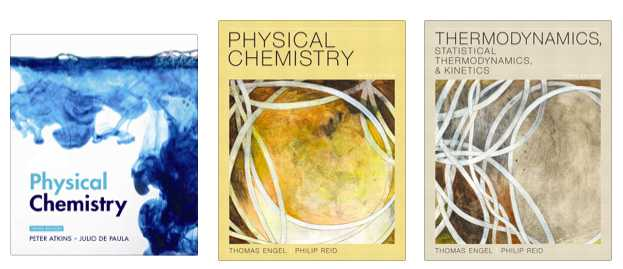 Physical
Chemistry
PETER ATKINS • JULIO DE PAULA
PHYSICAL
CHEMISTRY
THOMAS ENGEL PHILIP REID
THERMODYNAMICS,
STATISTICAL
THERMODYNAMICS,
& KINETICS
THOMAS ENGEL PHILIP REID